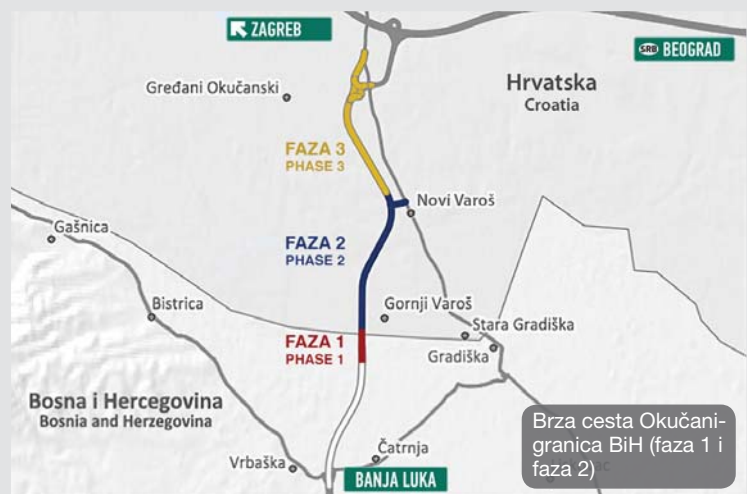 ZAGREB
SRB BEOGRAD
Gređani Okučanski
Hrvatska
Croatia
FAZA 3
PHASE 3
Novi Varoš
Gašnica
FAZA 2
PHASE 2
Bistrica
Gornji Varoš
Stara Gradiška
FAZA 1
PHASE 1
Gradiška
Bosna i Hercegovina
Bosnia and Herzegovina
Čatrnja
Vrbaška
BANJA LUKA
Brza cesta Okučani-
granica BiH (faza 1 i
faza 2)